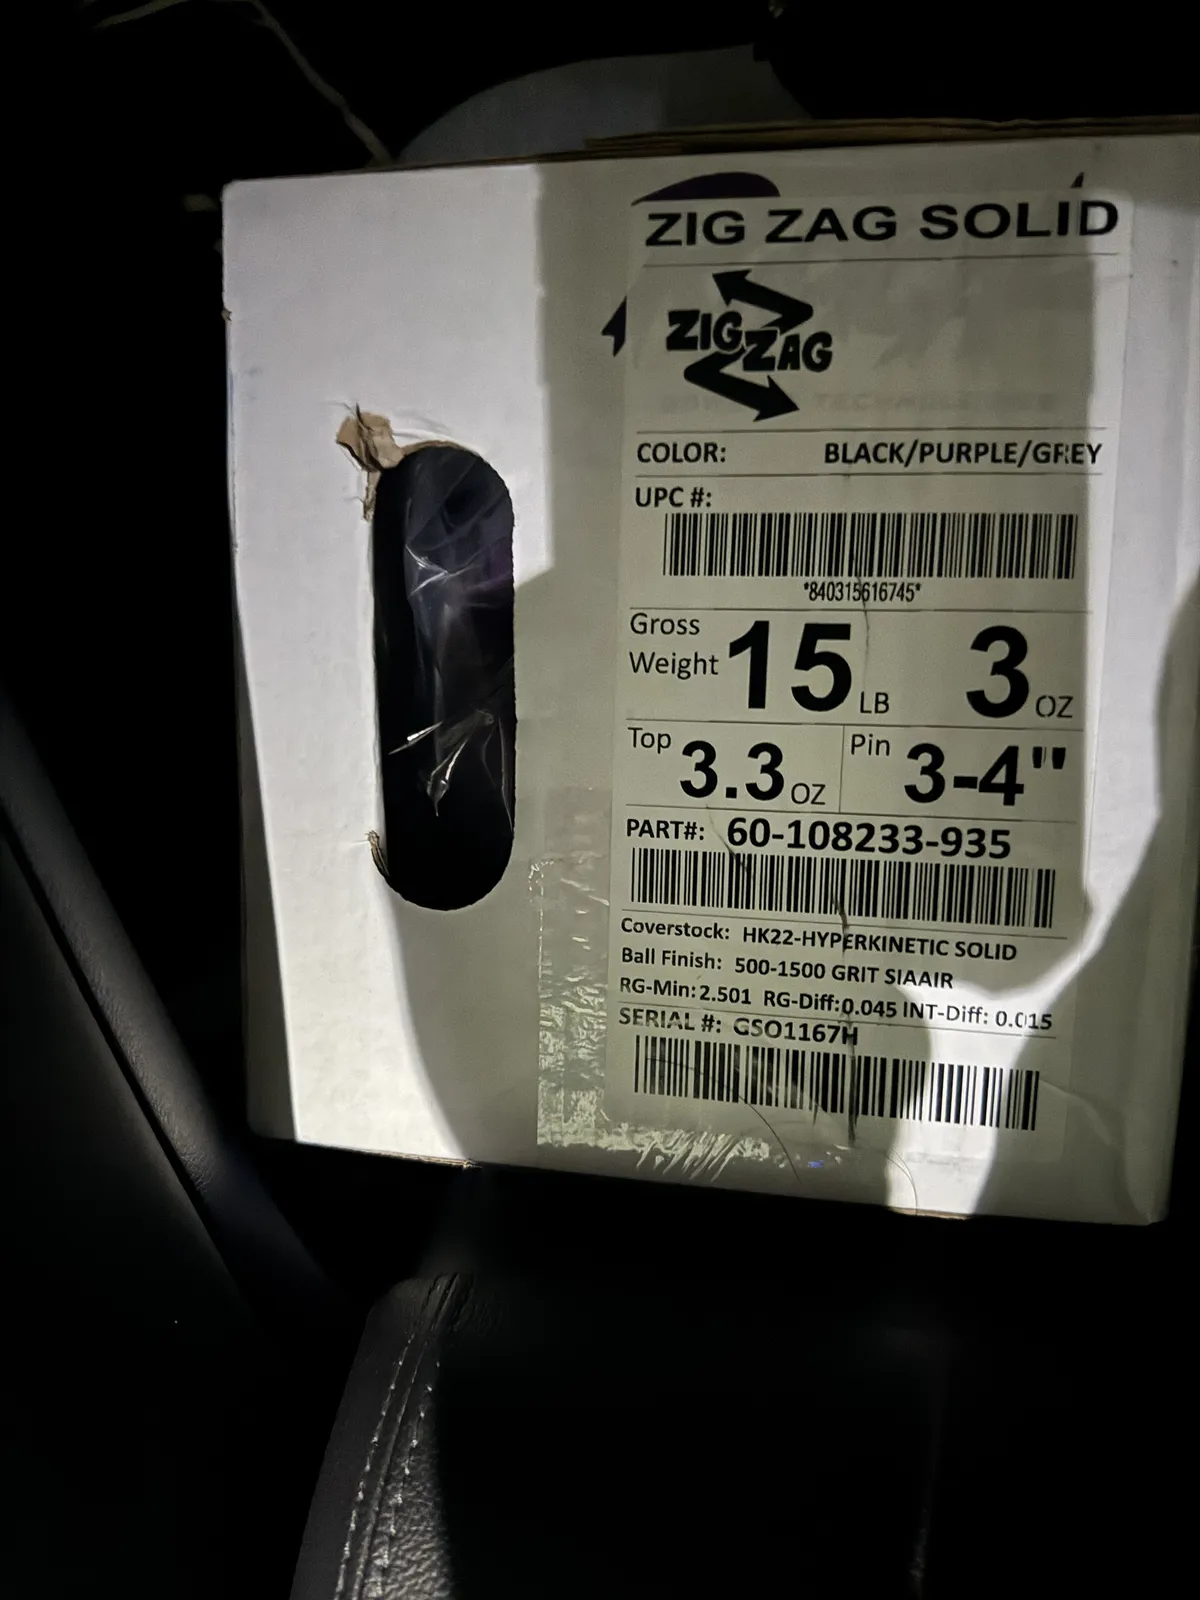 ZIG ZAG SOLID
ZIG ZAG
COLOR: BLACK/PURPLE/GREY
UPC #:
*840315616745*
Gross Weight 15 LB 3 OZ
Top 3.3 OZ Pin 3-4"
PART#: 60-108233-935
Coverstock: HK22-HYPERKINETIC SOLID
Ball Finish: 500-1500 GRIT SIAAIR
RG-Min: 2.501 RG-Diff: 0.045 INT-Diff: 0.015
SERIAL #: GSO1167H